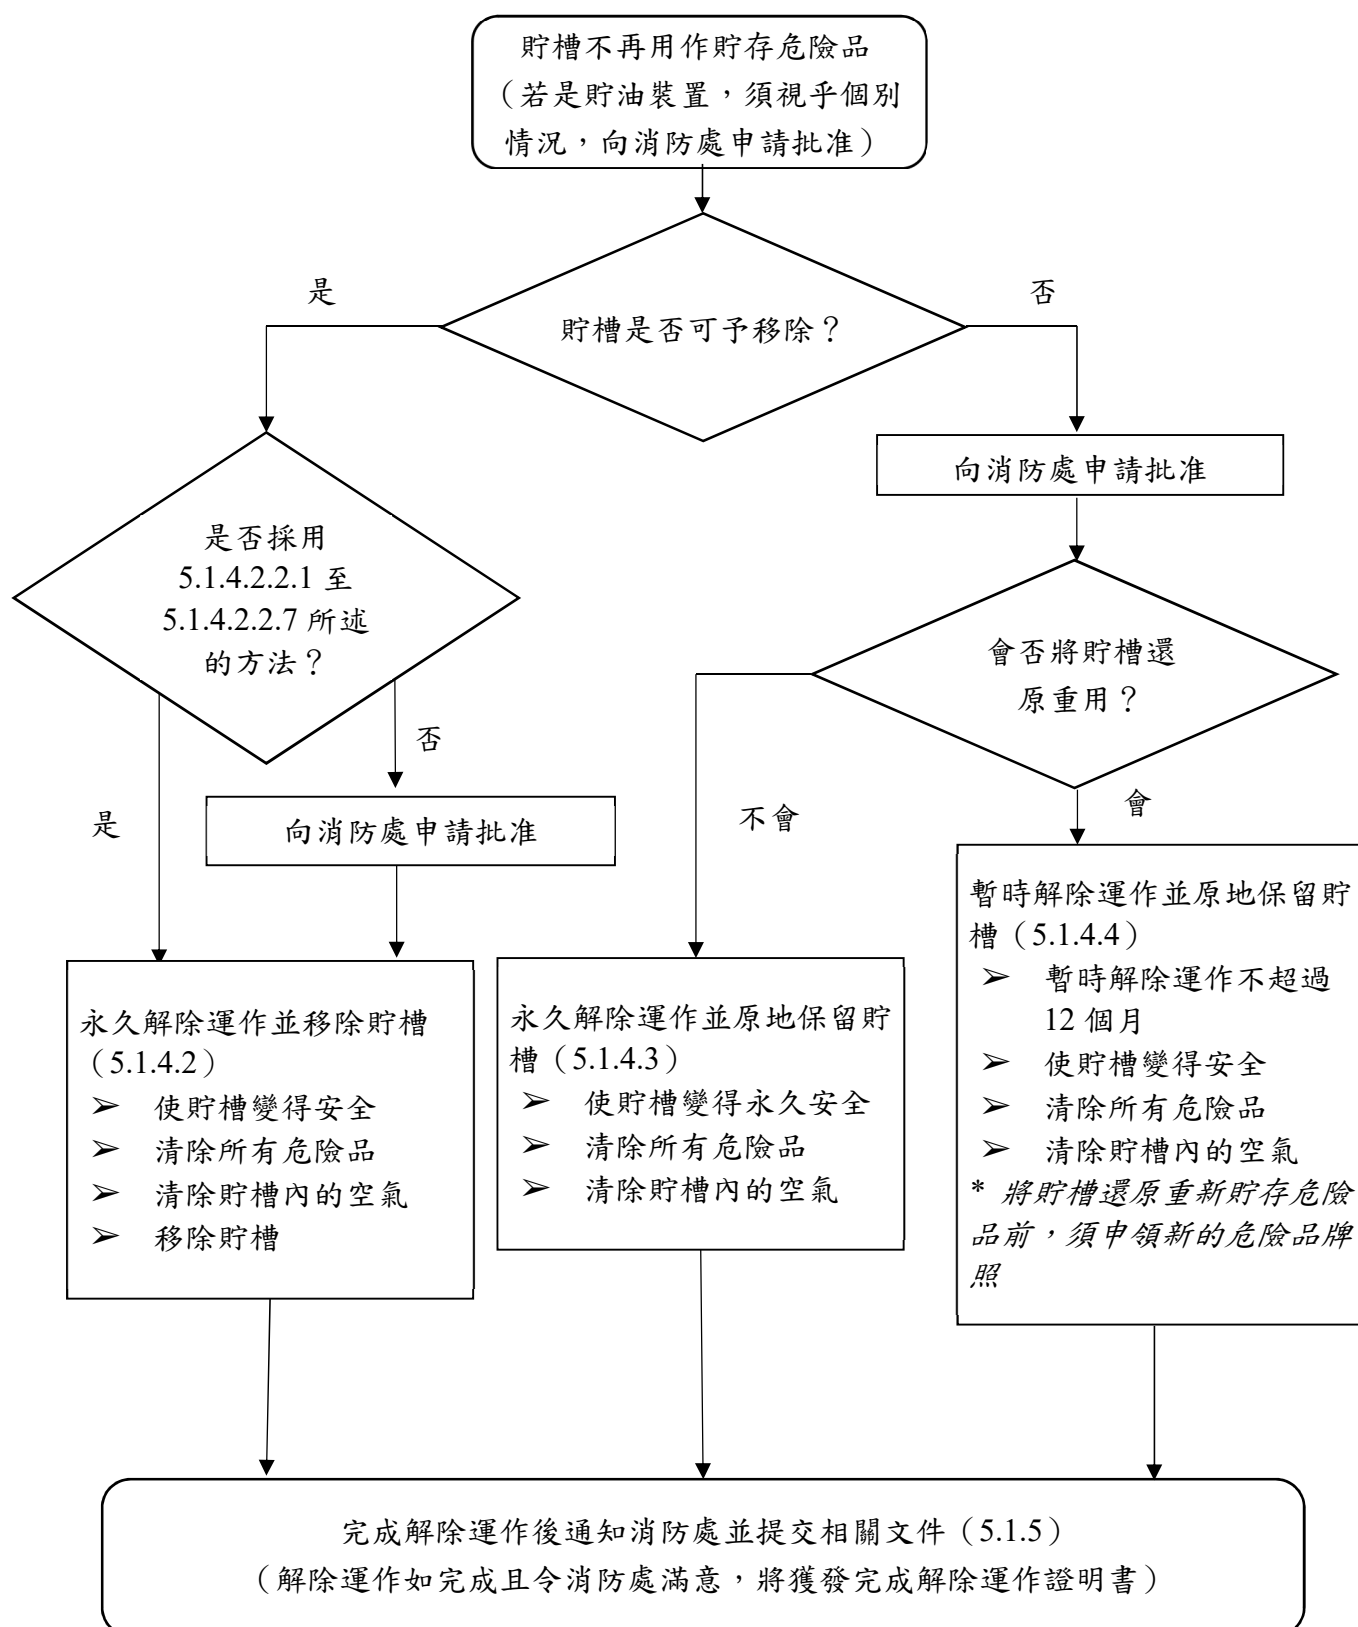 貯槽不再用作貯存危險品
（若是貯油裝置，須視乎個別
情況，向消防處申請批准）
貯槽是否可予移除？
是
否
向消防處申請批准
是否採用
5.1.4.2.2.1 至
5.1.4.2.2.7 所述
的方法？
會否將貯槽還
原重用？
否
是
向消防處申請批准
不會
會
永久解除運作並移除貯槽
（5.1.4.2）
➢ 使貯槽變得安全
➢ 清除所有危險品
➢ 清除貯槽內的空氣
➢ 移除貯槽
永久解除運作並原地保留貯
槽（5.1.4.3）
➢ 使貯槽變得永久安全
➢ 清除所有危險品
➢ 清除貯槽內的空氣
暫時解除運作並原地保留貯
槽（5.1.4.4）
➢ 暫時解除運作不超過
12 個月
➢ 使貯槽變得安全
➢ 清除所有危險品
➢ 清除貯槽內的空氣
* 將貯槽還原重新貯存危險
品前，須申領新的危險品牌
照
完成解除運作後通知消防處並提交相關文件（5.1.5）
（解除運作如完成且令消防處滿意，將獲發完成解除運作證明書）